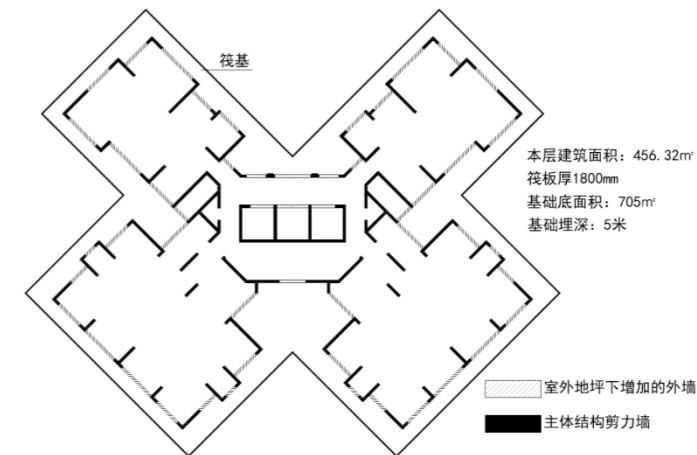 筏基
本层建筑面积：456.32㎡
筏板厚1800mm
基础底面积：705㎡
基础埋深：5米
室外地坪下增加的外墙
主体结构剪力墙